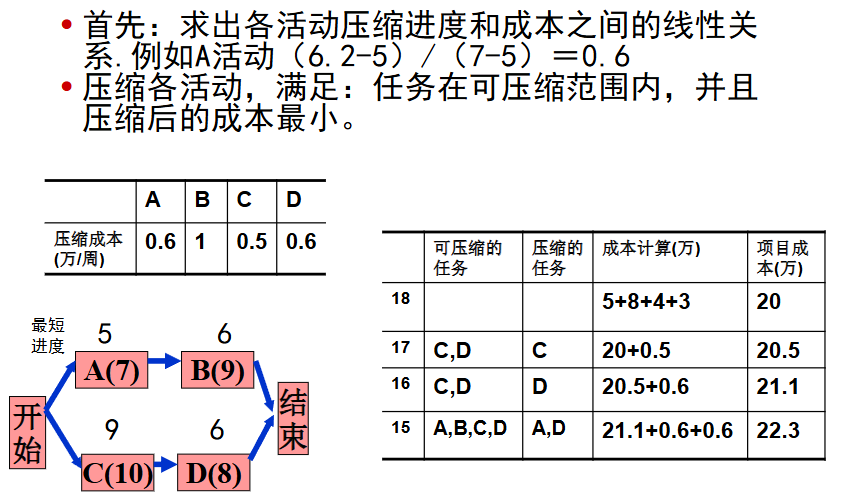 • 首先：求出各活动压缩进度和成本之间的线性关
系.例如A活动（6.2-5）/（7-5）＝0.6
• 压缩各活动，满足：任务在可压缩范围内，并且
压缩后的成本最小。
A B C D
压缩成本
(万/周) 0.6 1 0.5 0.6
可压缩的
任务 压缩的
任务 成本计算(万) 项目成
本(万)
18 5+8+4+3 20
17 C,D C 20+0.5 20.5
16 C,D D 20.5+0.6 21.1
15 A,B,C,D A,D 21.1+0.6+0.6 22.3
最短
进度 5 6
A(7) B(9)
开
始
结
束
9 6
C(10) D(8)